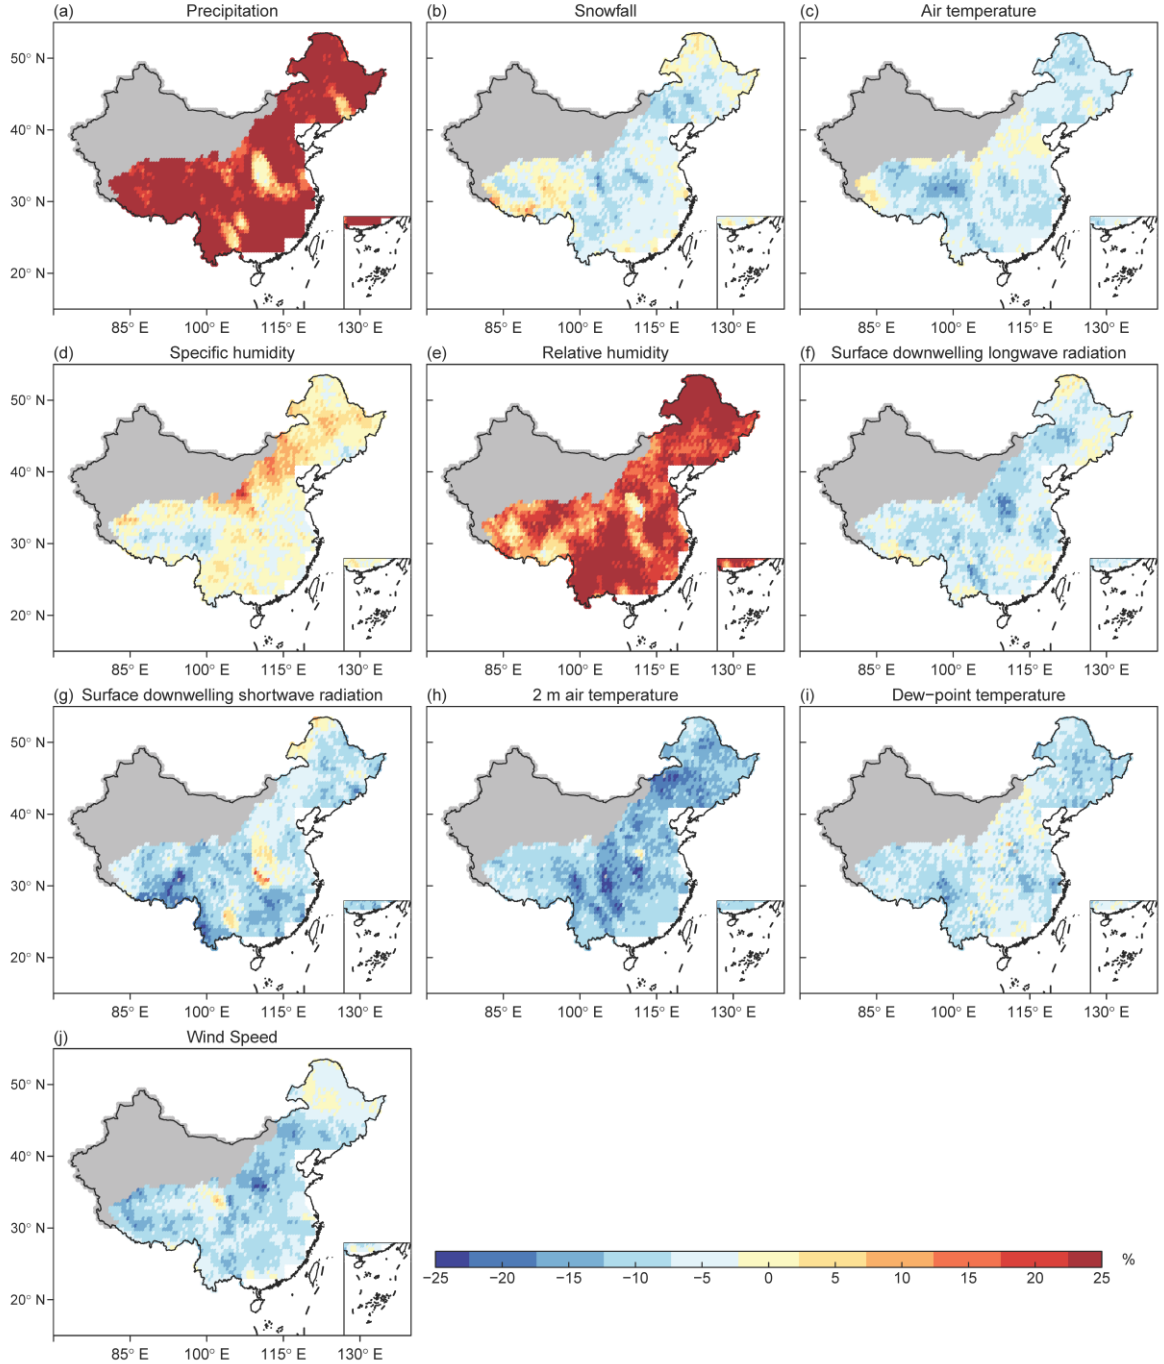 (a) Precipitation
(b) Snowfall
(c) Air temperature
50° N
40° N
30° N
20° N
85° E 100° E 115° E 130° E
85° E 100° E 115° E 130° E
85° E 100° E 115° E 130° E
(d) Specific humidity
(e) Relative humidity
(f) Surface downwelling longwave radiation
50° N
40° N
30° N
20° N
85° E 100° E 115° E 130° E
85° E 100° E 115° E 130° E
85° E 100° E 115° E 130° E
(g) Surface downwelling shortwave radiation
(h) 2 m air temperature
(i) Dew−point temperature
50° N
40° N
30° N
20° N
85° E 100° E 115° E 130° E
85° E 100° E 115° E 130° E
85° E 100° E 115° E 130° E
(j) Wind Speed
50° N
40° N
30° N
20° N
85° E 100° E 115° E 130° E
−25 −20 −15 −10 −5 0 5 10 15 20 25 %